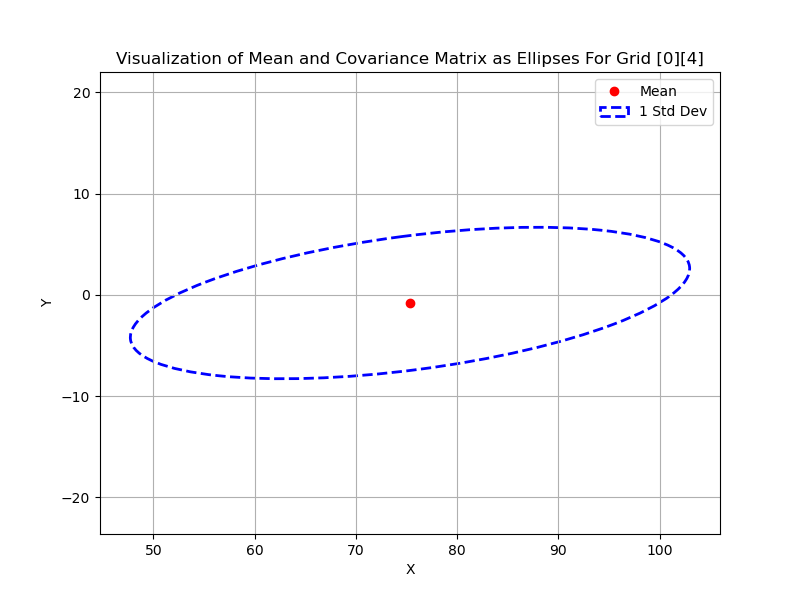 Visualization of Mean and Covariance Matrix as Ellipses For Grid [0][4]
Mean
1 Std Dev
20
10
0
−10
−20
Y
50 60 70 80 90 100
X